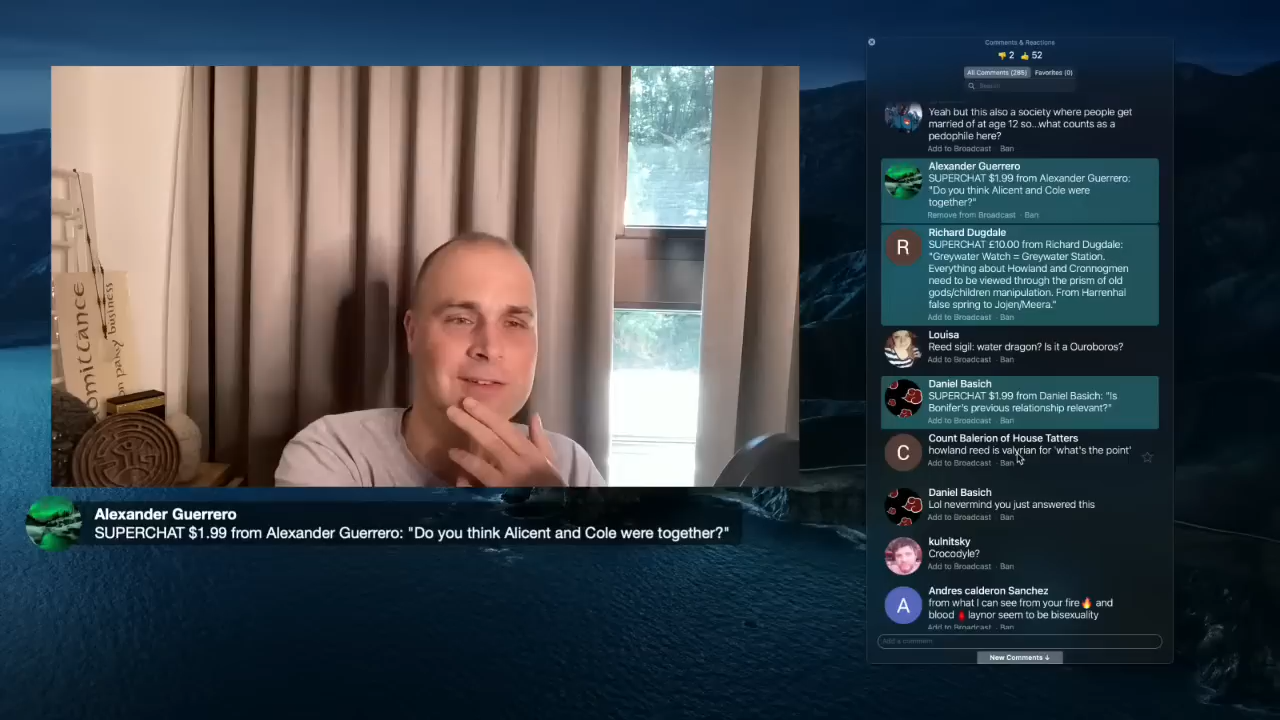 Comments & Reactions
👎 2 👍 52
All Comments (285) Favorites (0)
Search
Yeah but this also a society where people get
married of at age 12 so...what counts as a
pedophile here?
Add to Broadcast · Ban
Alexander Guerrero
SUPERCHAT $1.99 from Alexander Guerrero:
"Do you think Alicent and Cole were
together?"
Remove from Broadcast · Ban
R
Richard Dugdale
SUPERCHAT £10.00 from Richard Dugdale:
"Greywater Watch = Greywater Station.
Everything about Howland and Cronnogmen
need to be viewed through the prism of old
gods/children manipulation. From Harrenhal
false spring to Jojen/Meera."
Add to Broadcast · Ban
Louisa
Reed sigil: water dragon? Is it a Ouroboros?
Add to Broadcast · Ban
Daniel Basich
SUPERCHAT $1.99 from Daniel Basich: "Is
Bonifer's previous relationship relevant?"
Add to Broadcast · Ban
C
Count Balerion of House Tatters
howland reed is valyrian for 'what's the point'
Add to Broadcast · Ban
Daniel Basich
Lol nevermind you just answered this
Add to Broadcast · Ban
kulnitsky
Crocodyle?
Add to Broadcast · Ban
A
Andres calderon Sanchez
from what I can see from your fire🔥 and
blood🩸 laynor seem to be bisexuality
Add to Broadcast · Ban
Add a comment
New Comments ↓
omittance
on paky
business
Alexander Guerrero
SUPERCHAT $1.99 from Alexander Guerrero: "Do you think Alicent and Cole were together?"